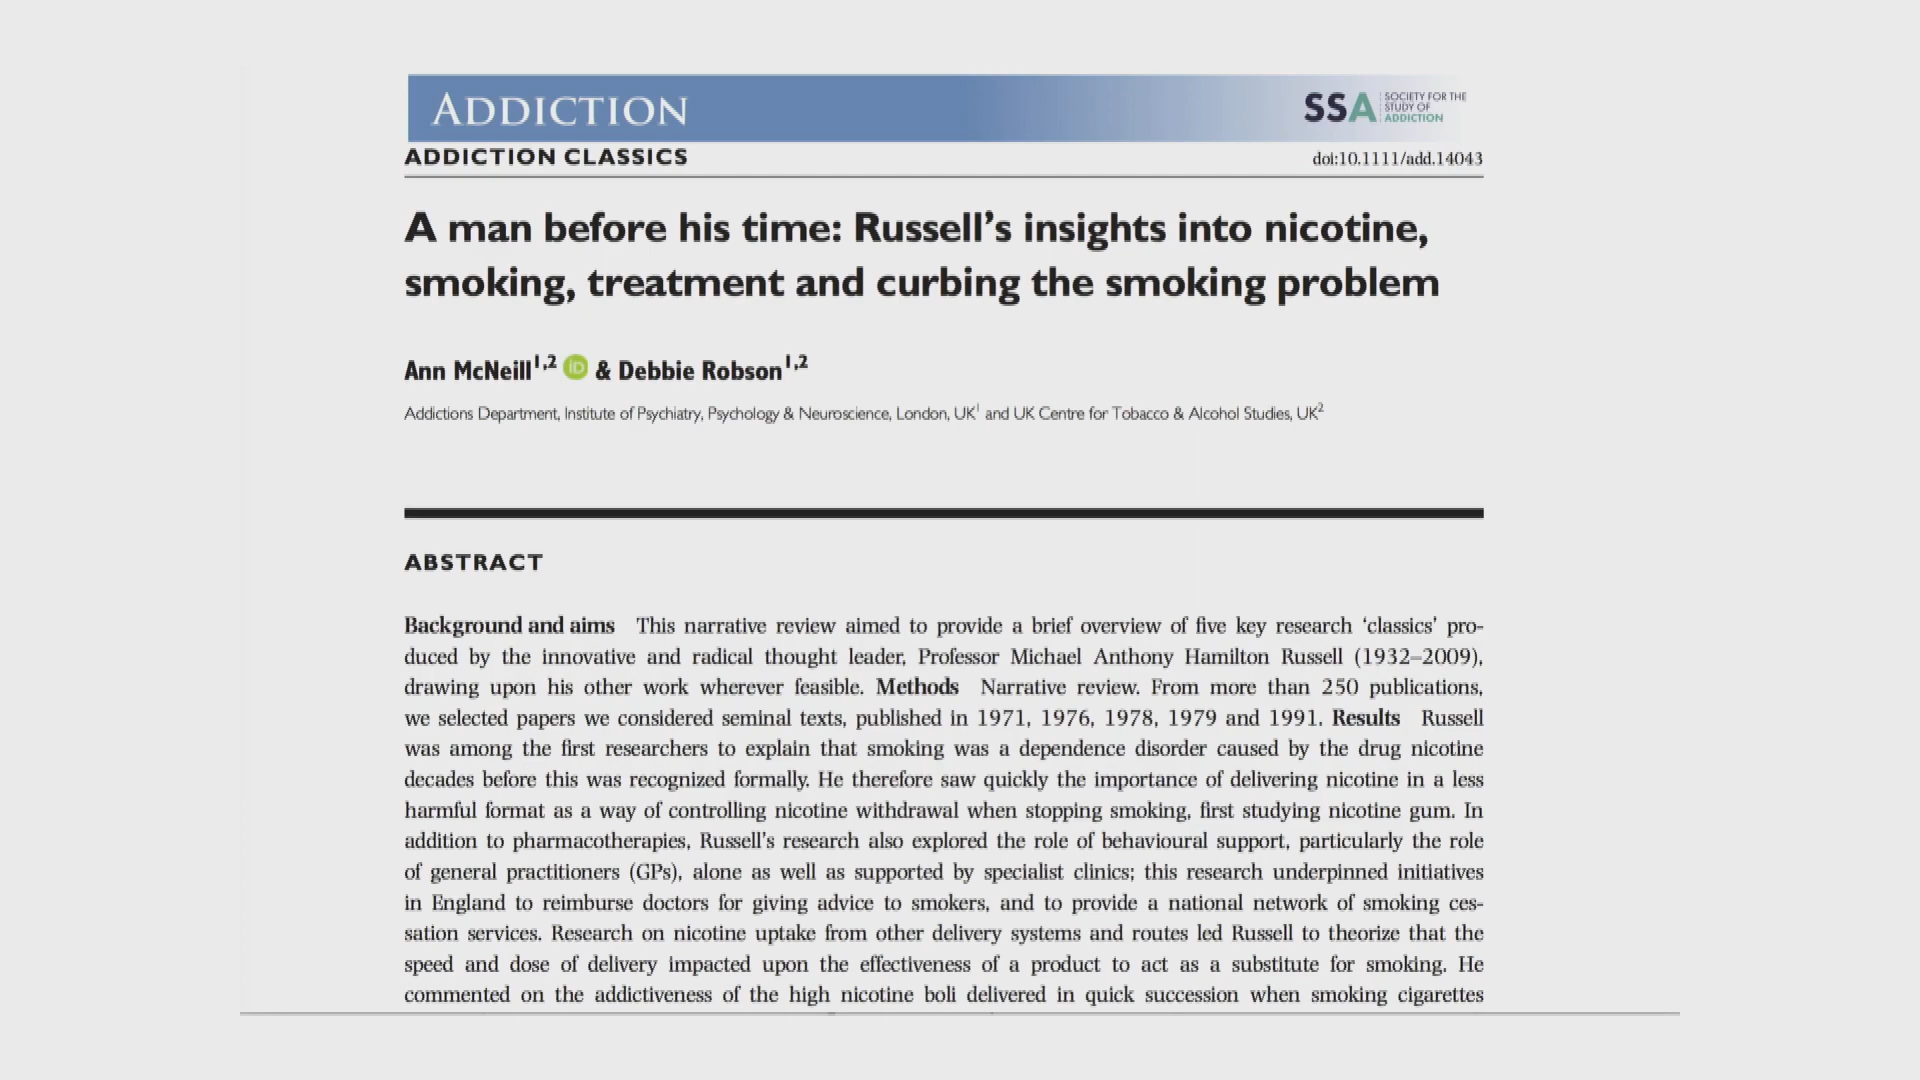 ADDICTION
SSA
SOCIETY FOR THE
STUDY OF
ADDICTION
ADDICTION CLASSICS
doi:10.1111/add.14043
A man before his time: Russell’s insights into nicotine,
smoking, treatment and curbing the smoking problem
Ann McNeill1,2 iD & Debbie Robson1,2
Addictions Department, Institute of Psychiatry, Psychology & Neuroscience, London, UK1 and UK Centre for Tobacco & Alcohol Studies, UK2
ABSTRACT
Background and aims This narrative review aimed to provide a brief overview of five key research ‘classics’ pro-
duced by the innovative and radical thought leader, Professor Michael Anthony Hamilton Russell (1932–2009),
drawing upon his other work wherever feasible. Methods Narrative review. From more than 250 publications,
we selected papers we considered seminal texts, published in 1971, 1976, 1978, 1979 and 1991. Results Russell
was among the first researchers to explain that smoking was a dependence disorder caused by the drug nicotine
decades before this was recognized formally. He therefore saw quickly the importance of delivering nicotine in a less
harmful format as a way of controlling nicotine withdrawal when stopping smoking, first studying nicotine gum. In
addition to pharmacotherapies, Russell’s research also explored the role of behavioural support, particularly the role
of general practitioners (GPs), alone as well as supported by specialist clinics; this research underpinned initiatives
in England to reimburse doctors for giving advice to smokers, and to provide a national network of smoking ces-
sation services. Research on nicotine uptake from other delivery systems and routes led Russell to theorize that the
speed and dose of delivery impacted upon the effectiveness of a product to act as a substitute for smoking. He
commented on the addictiveness of the high nicotine boli delivered in quick succession when smoking cigarettes